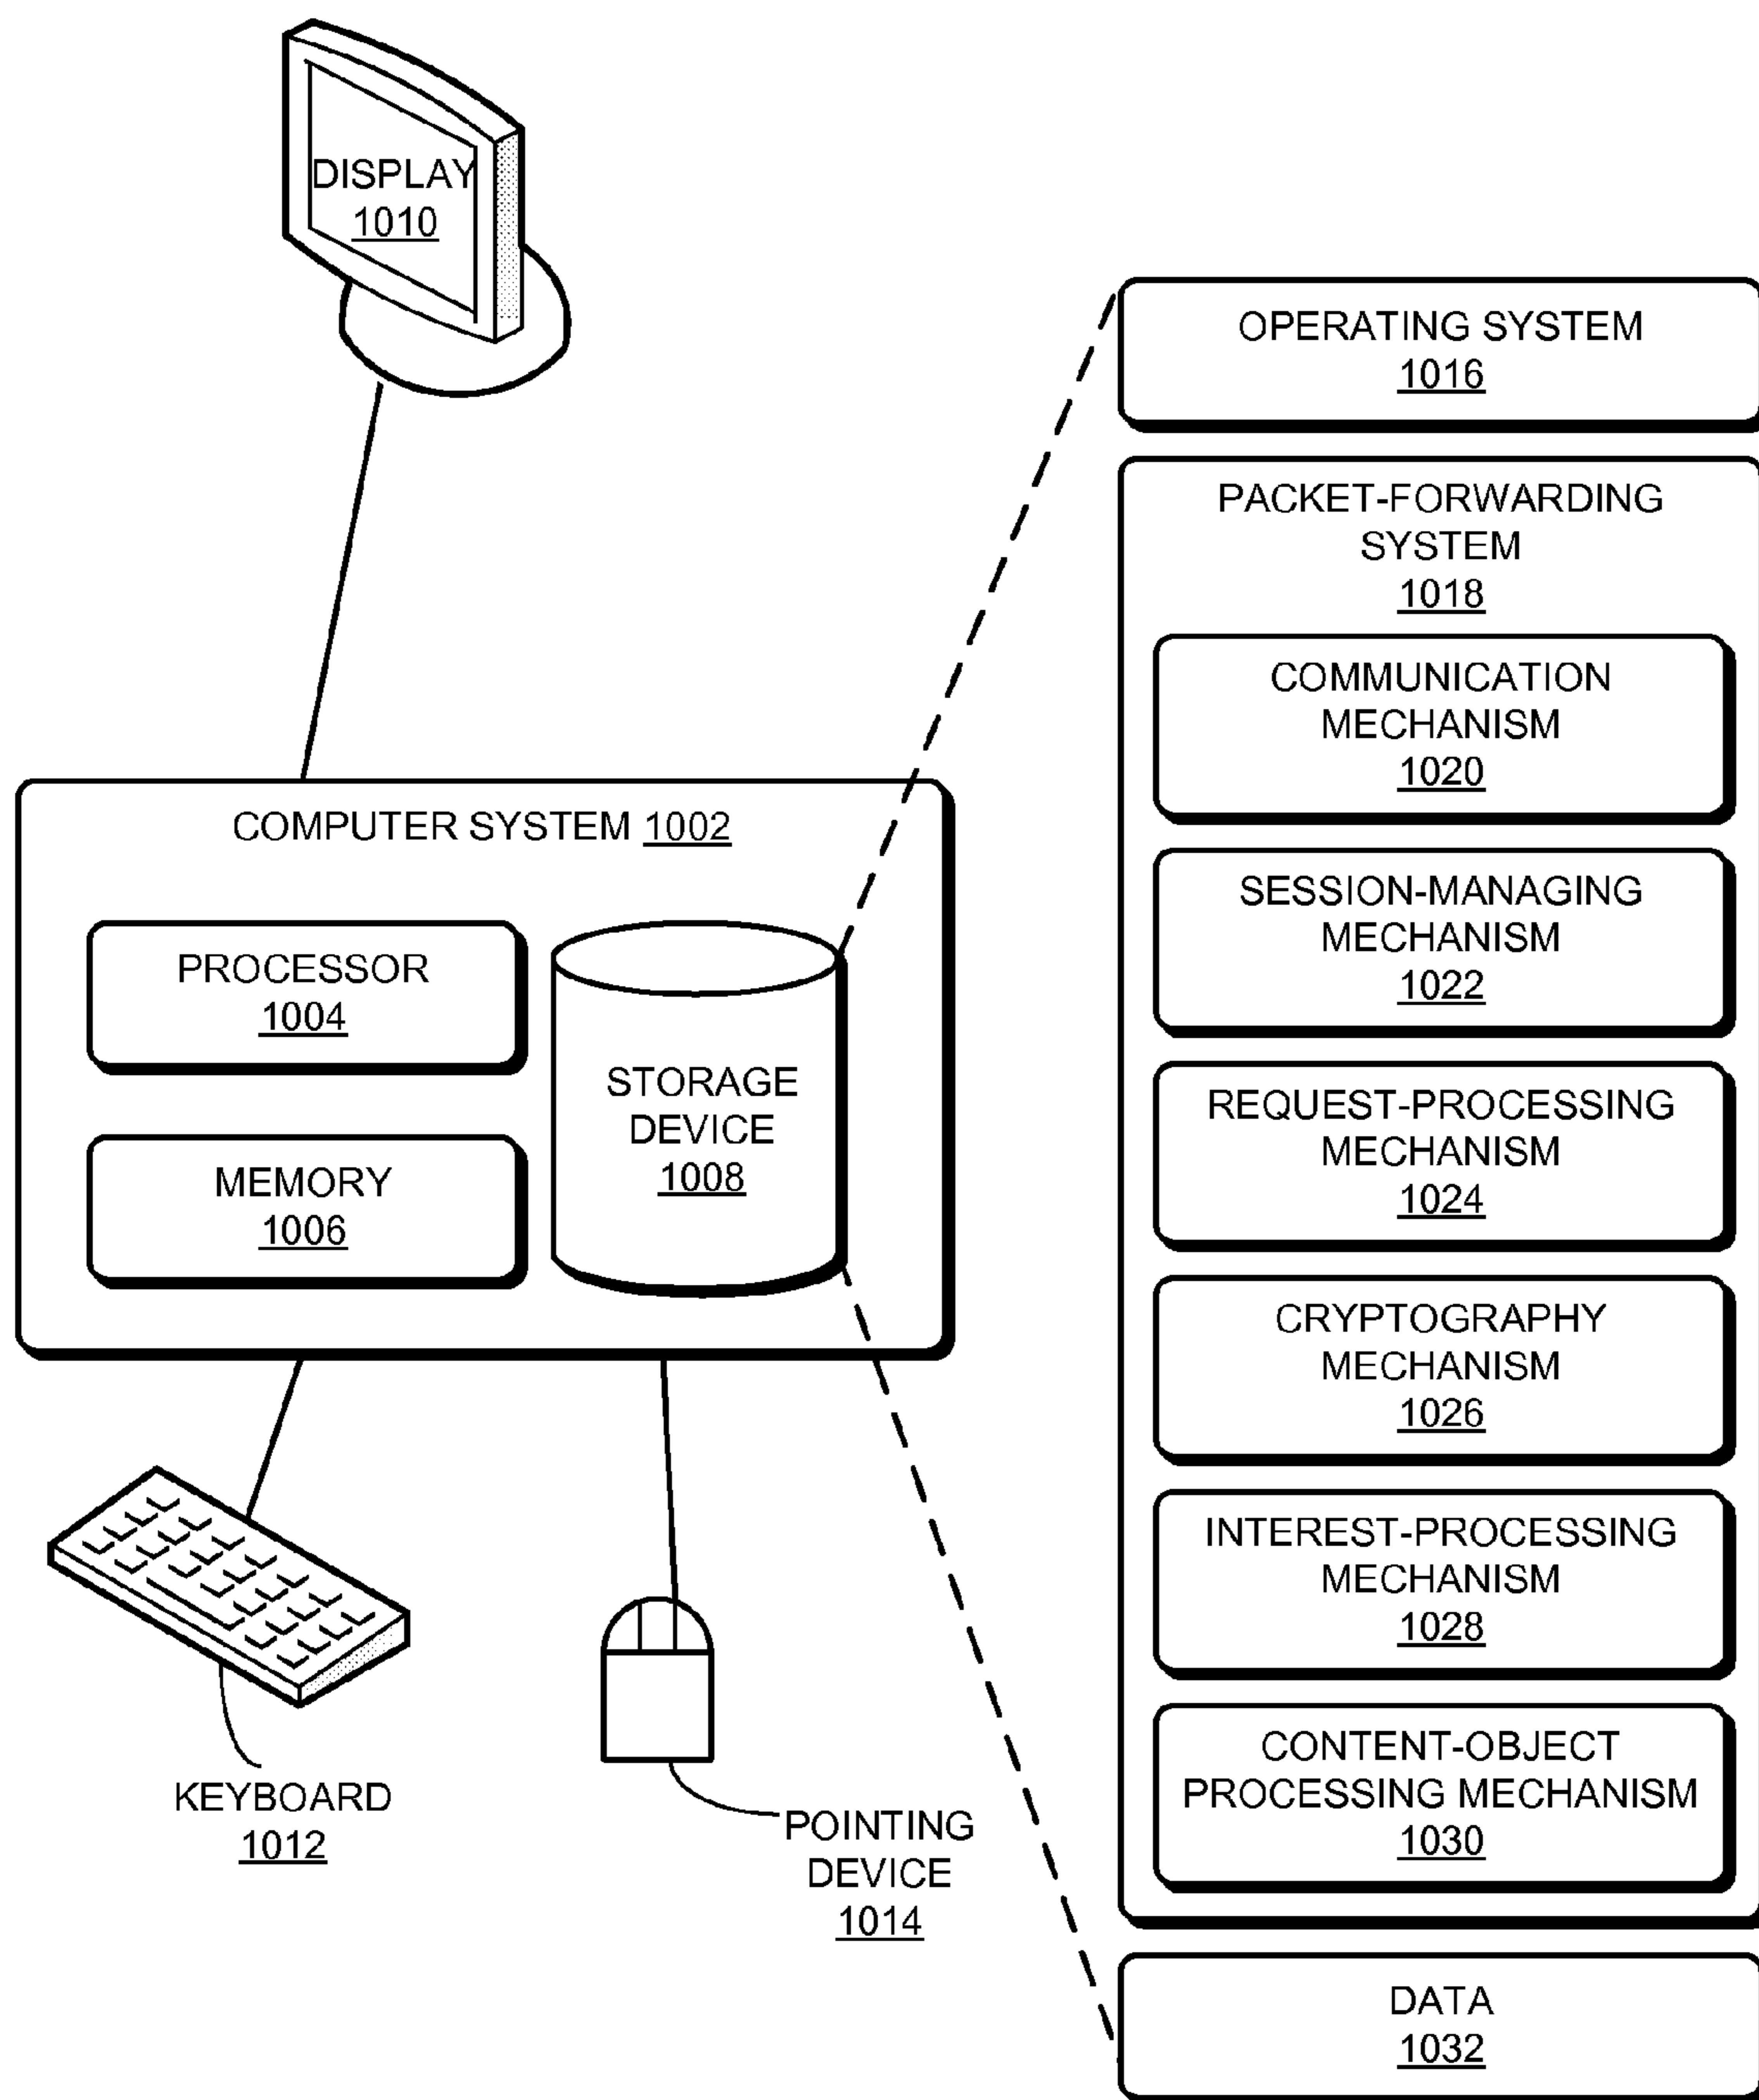 DISPLAY
1010
COMPUTER SYSTEM 1002
PROCESSOR
1004
MEMORY
1006
STORAGE
DEVICE
1008
KEYBOARD
1012
POINTING
DEVICE
1014
OPERATING SYSTEM
1016
PACKET-FORWARDING
SYSTEM
1018
COMMUNICATION
MECHANISM
1020
SESSION-MANAGING
MECHANISM
1022
REQUEST-PROCESSING
MECHANISM
1024
CRYPTOGRAPHY
MECHANISM
1026
INTEREST-PROCESSING
MECHANISM
1028
CONTENT-OBJECT
PROCESSING MECHANISM
1030
DATA
1032